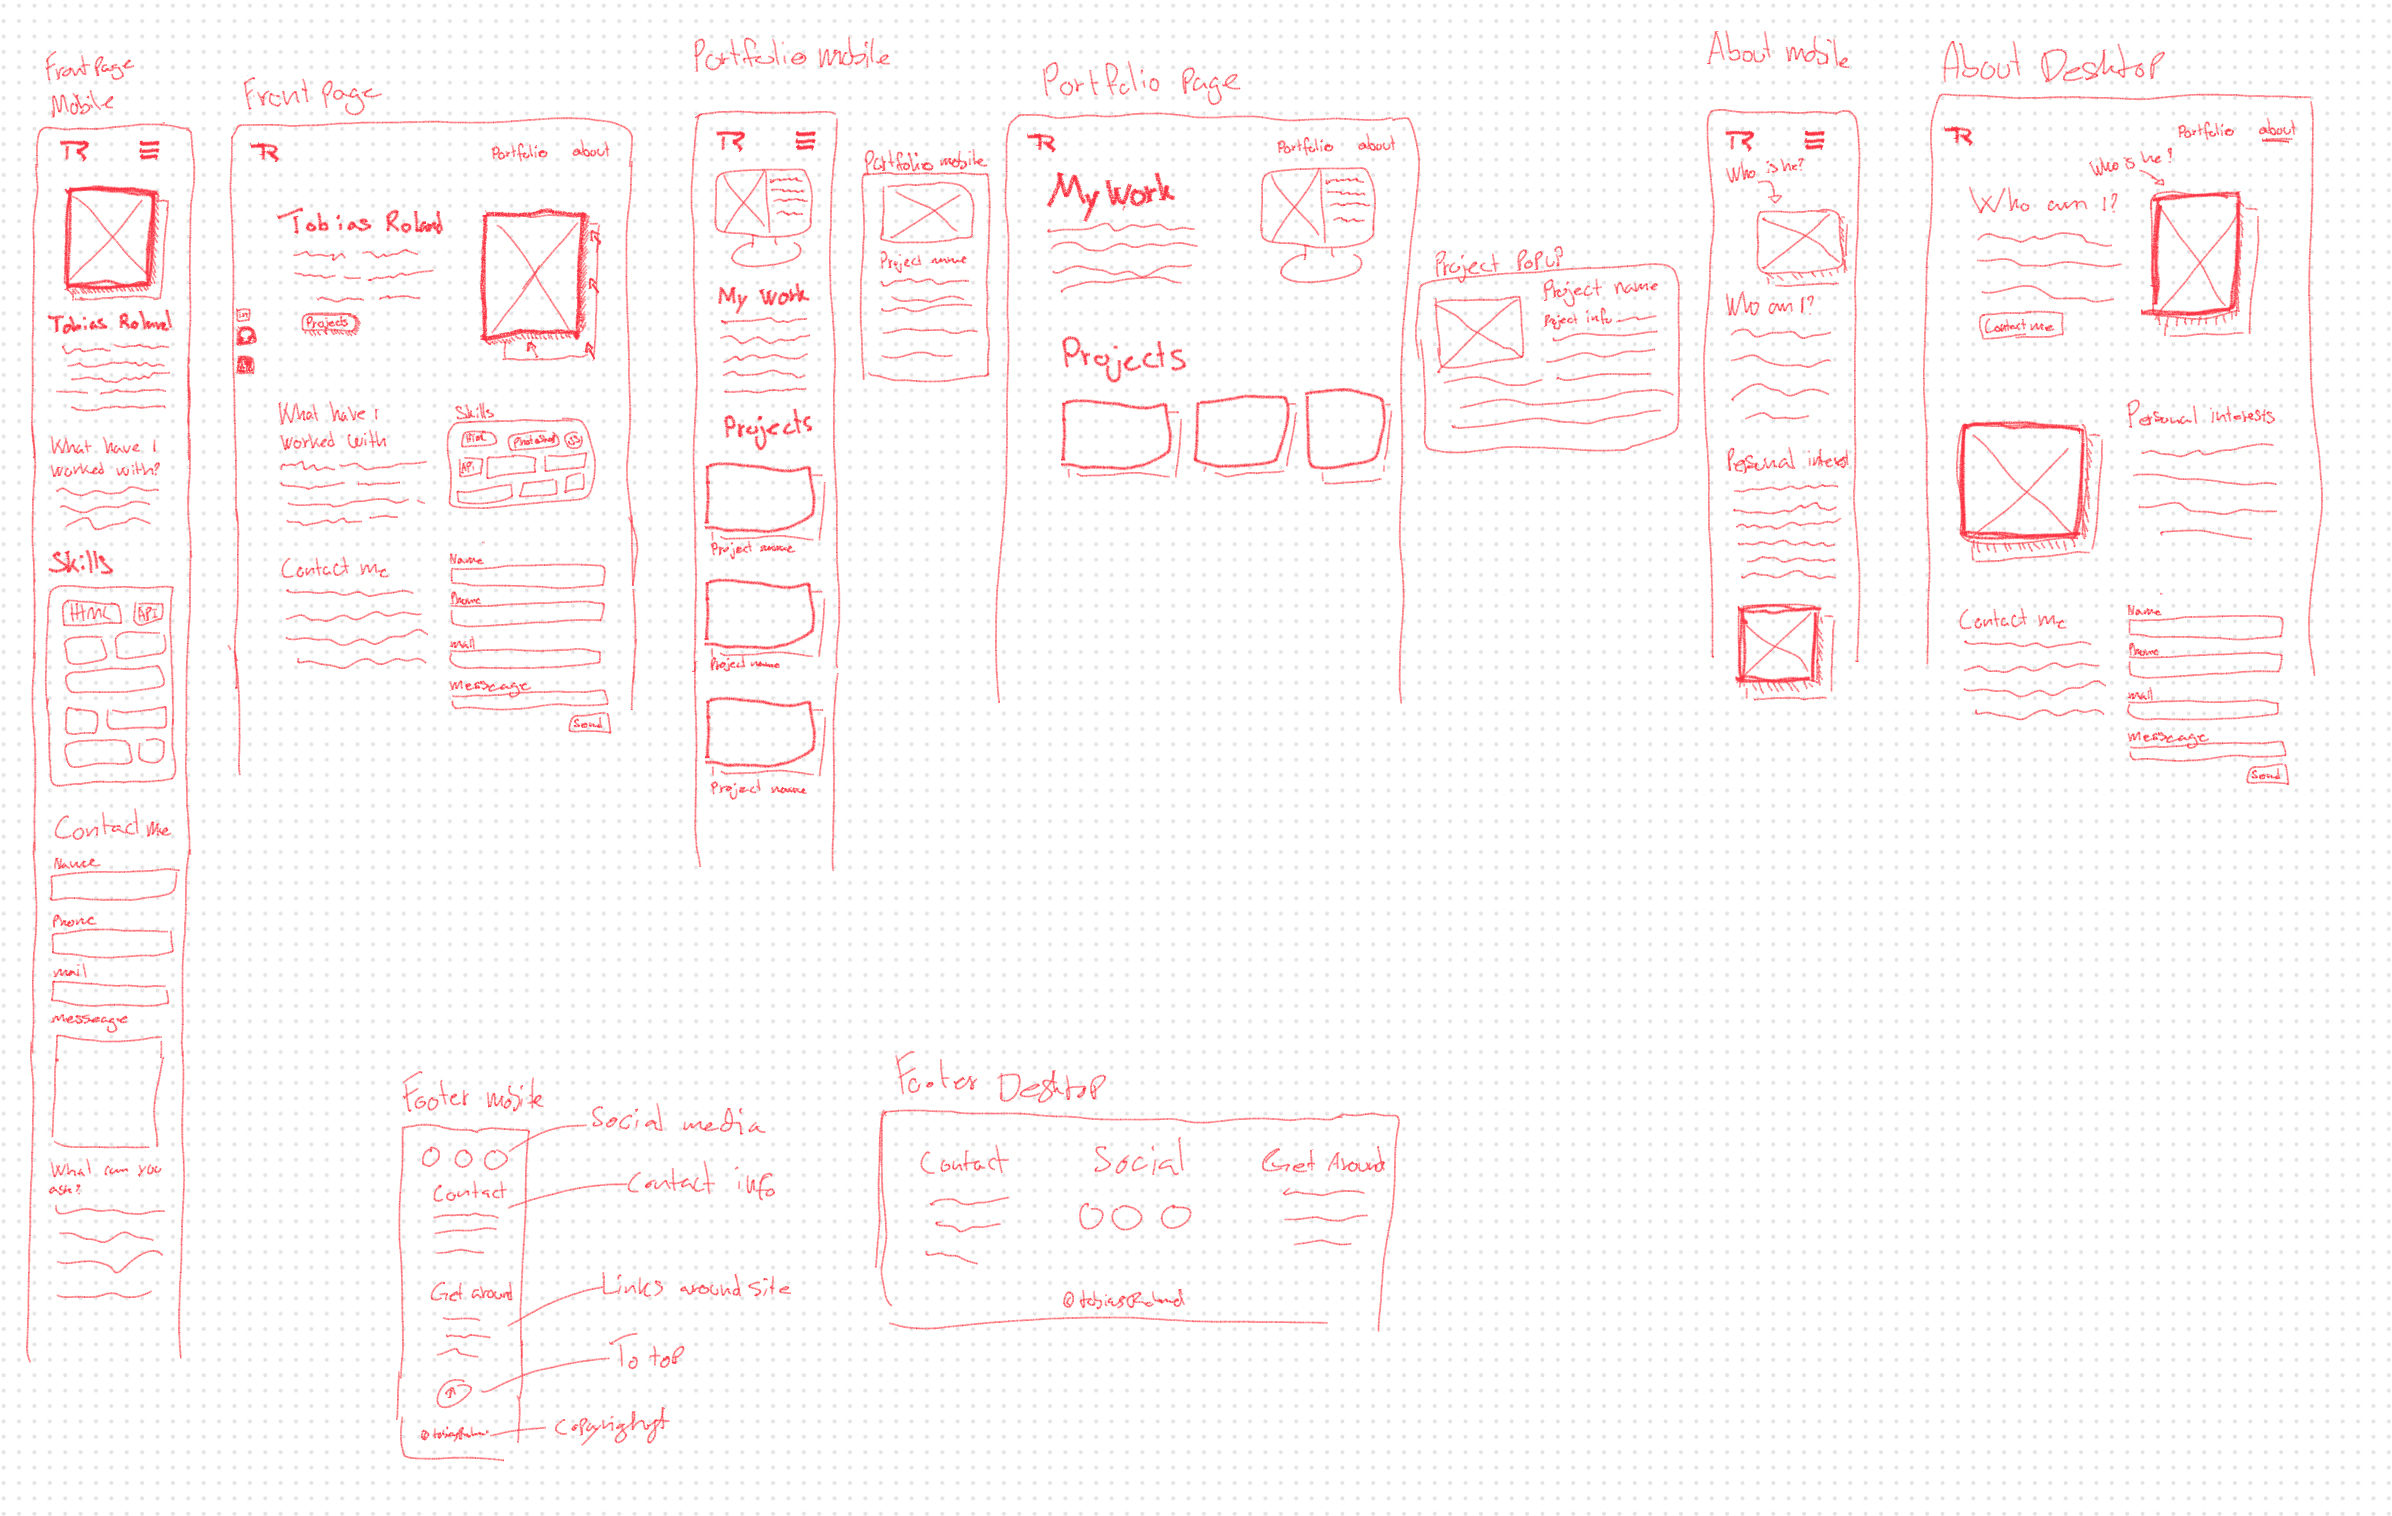 Front Page
Mobile
TR
Tobias Roland
What have I
worked with?
Skills
Html
API
Contact me
Name
Phone
mail
messeage
What can you
ask?
Front page
TR
Portfolio about
Tobias Roland
in
Projects
What have I
worked with
Skills
Html Photoshop JS
API
Contact me
Name
Phone
mail
messeage
Send
Portfolio mobile
TR
My Work
Projects
Project name
Project name
Project name
Portfolio mobile
Project name
Portfolio Page
TR
Portfolio about
My Work
Projects
Project POPUP
Project name
Project info
About mobile
TR
Who is he?
Who am I?
Personal interest
About Desktop
TR
Portfolio about
Who is he?
Who am I?
Contact me
Personal interests
Contact me
Name
Phone
mail
messeage
Send
Footer mobile
Social media
Contact
Contact info
Get around
Links around site
To top
Copyrighyt
Footer Desktop
Contact Social Get Around
©tobiasRoland